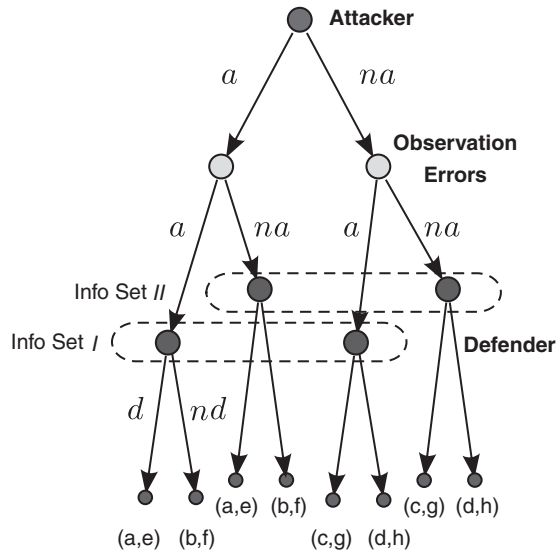 Attacker
a
na
Observation
Errors
a
na
a
na
Info Set II
Info Set I
Defender
d
nd
(a,e) (b,f) (c,g) (d,h)
(a,e) (b,f) (c,g) (d,h)